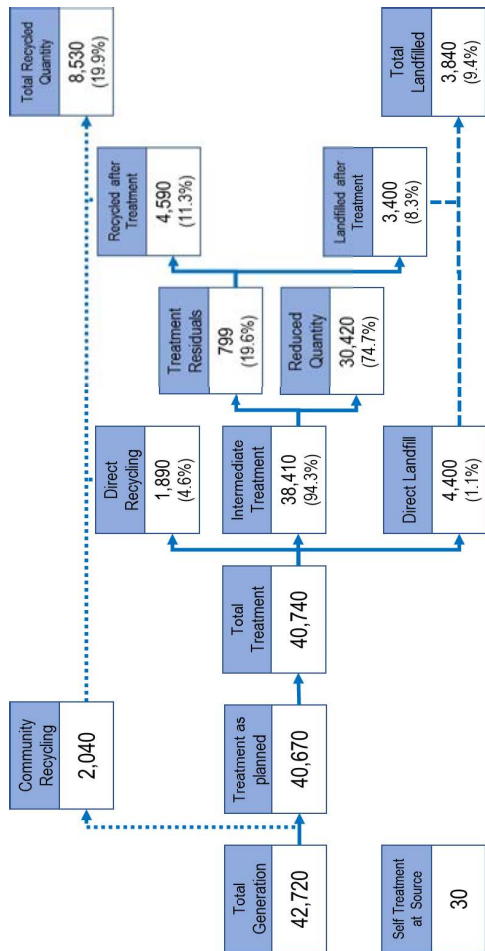 Total
Generation
42,720
Self Treatment
at Source
30
Community
Recycling
2,040
Treatment as
planned
40,670
Total
Treatment
40,740
Direct
Recycling
1,890
(4.6%)
Intermediate
Treatment
38,410
(94.3%)
Direct Landfill
4,400
(1.1%)
Treatment
Residuals
799
(19.6%)
Reduced
Quantity
30,420
(74.7%)
Recycled after
Treatment
4,590
(11.3%)
Landfilled after
Treatment
3,400
(8.3%)
Total Recycled
Quantity
8,530
(19.9%)
Total
Landfilled
3,840
(9.4%)